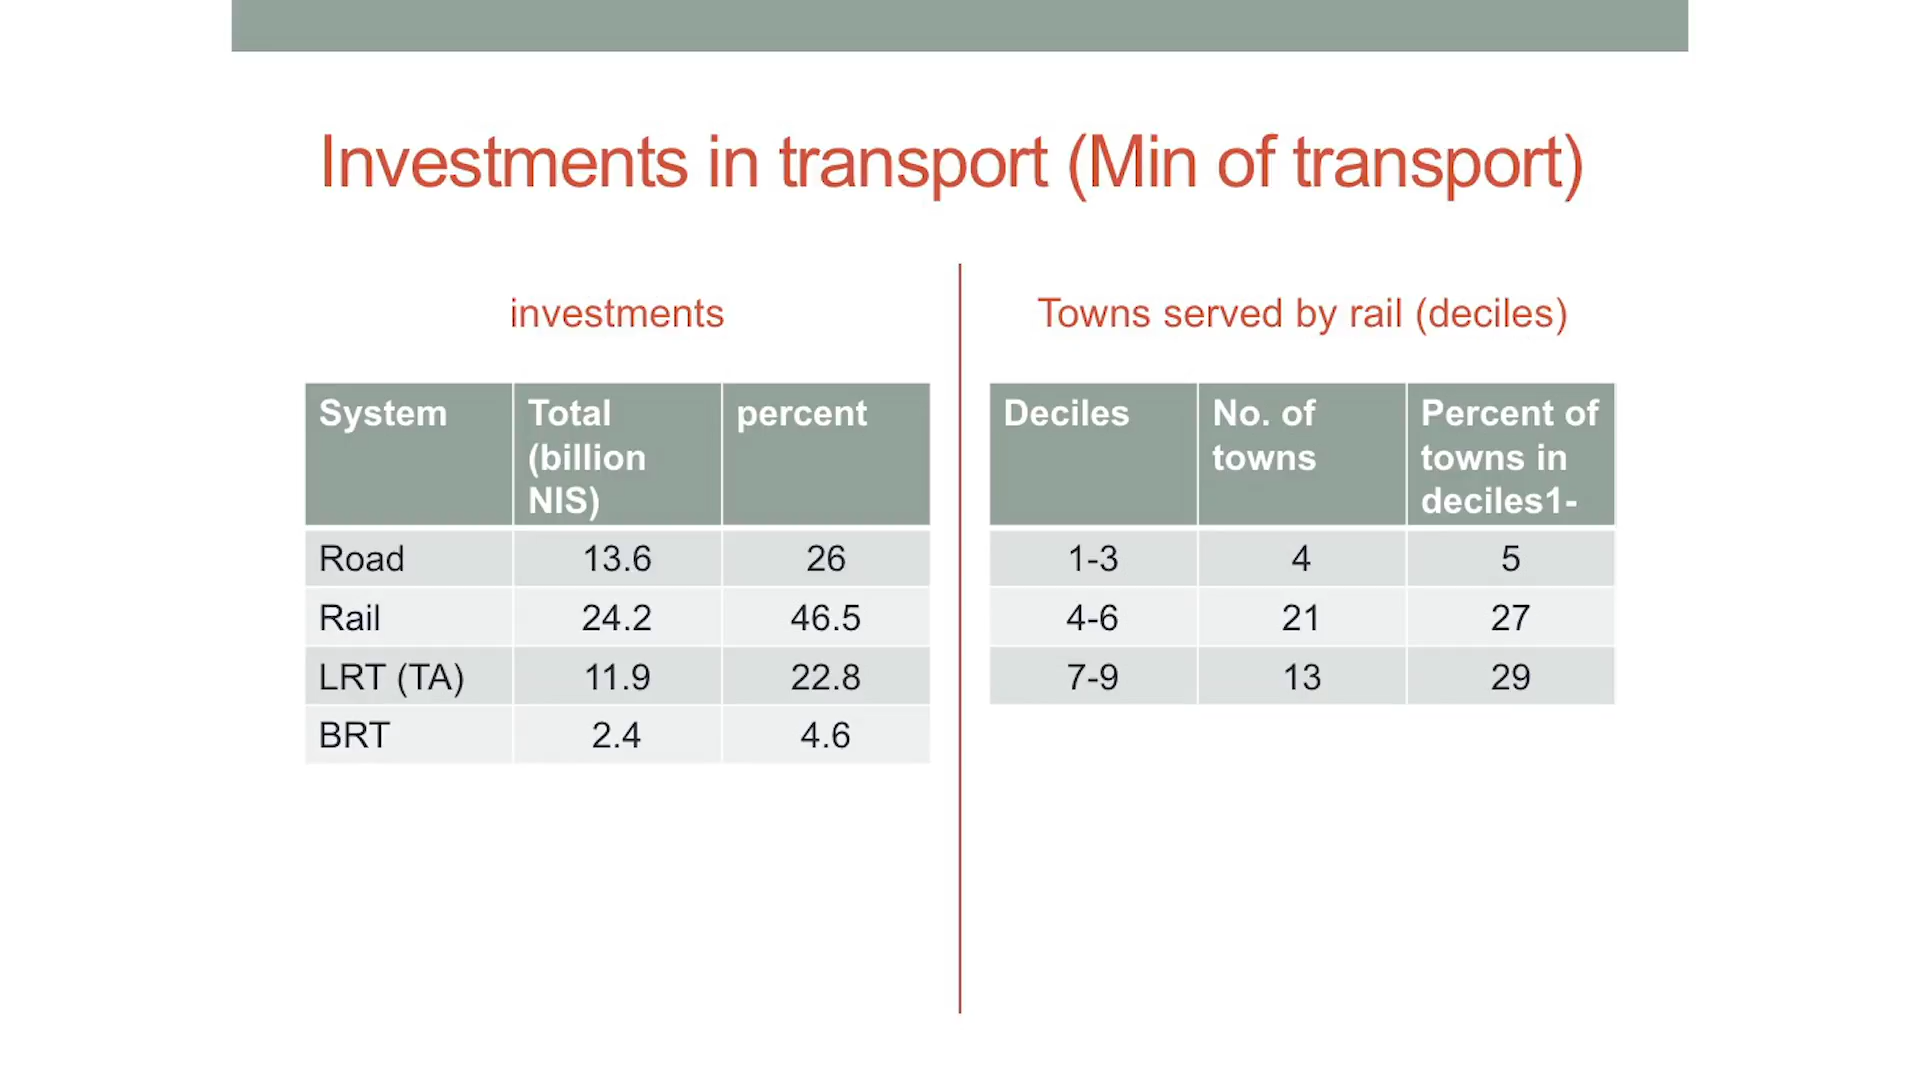 Investments in transport (Min of transport)
investments
System Total (billion NIS) percent
Road 13.6 26
Rail 24.2 46.5
LRT (TA) 11.9 22.8
BRT 2.4 4.6
Towns served by rail (deciles)
Deciles No. of towns Percent of towns in deciles1-
1-3 4 5
4-6 21 27
7-9 13 29